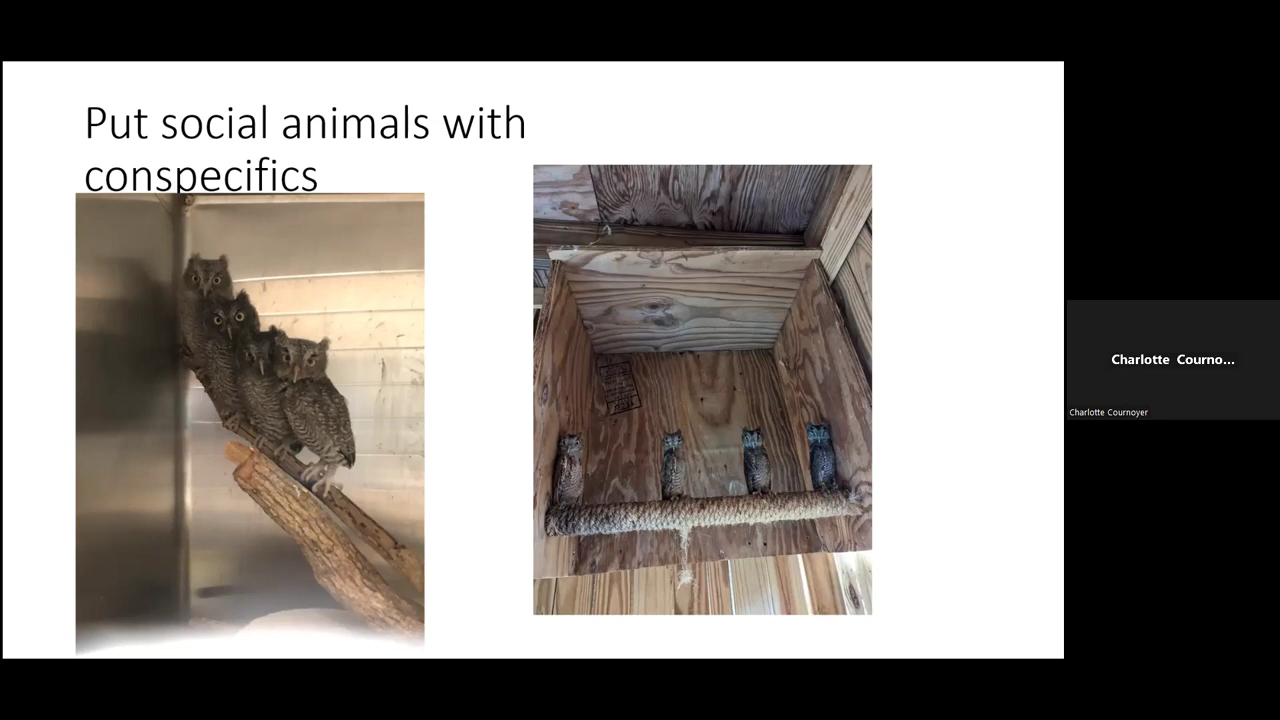 Put social animals with
conspecifics
Charlotte Courno...
Charlotte Cournoyer